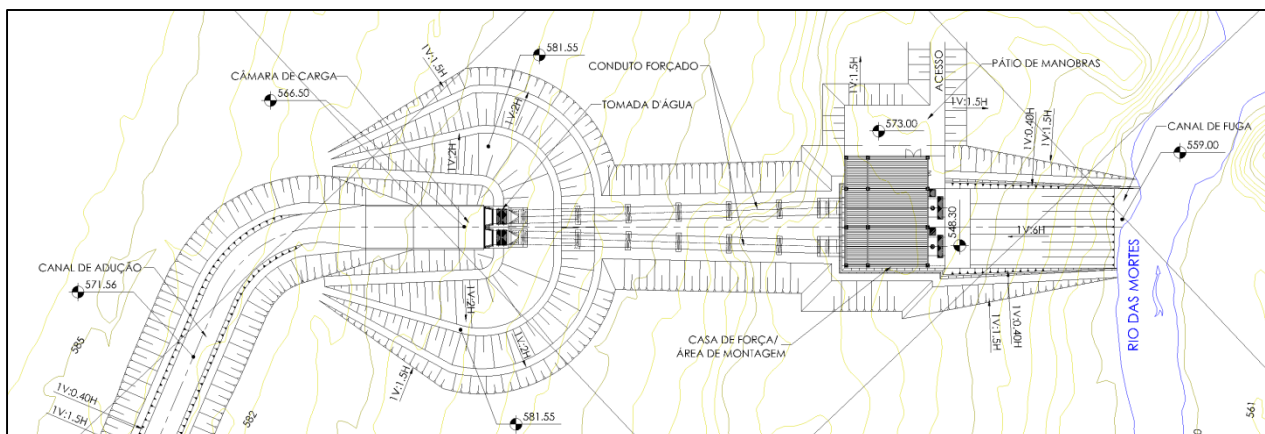 1V:1.5H
581.55
CÂMARA DE CARGA
566.50
1V:2H
1V:2H
CONDUTO FORÇADO
TOMADA D'ÁGUA
1V:1.5H
ACESSO
PÁTIO DE MANOBRAS
1V:1.5H
573.00
1V:0.40H
1V:1.5H
CANAL DE FUGA
559.00
548.30
1V:6H
CANAL DE ADUÇÃO
571.56
585
1V:0.40H
1V:1.5H
582
1V:2H
1V:2H
1V:1.5H
581.55
CASA DE FORÇA/
ÁREA DE MONTAGEM
1V:1.5H
1V:0.40H
RIO DAS MORTES
561